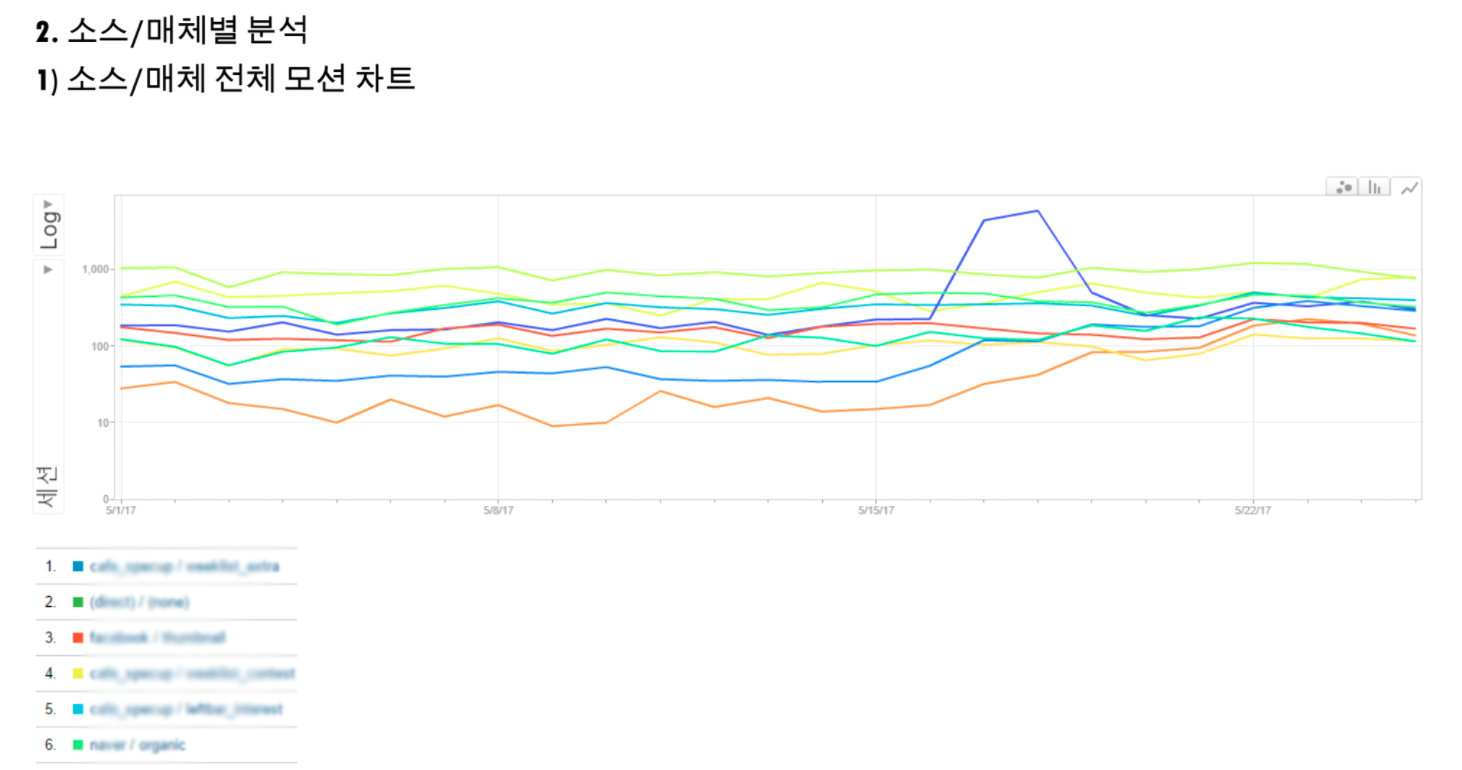 2. 소스/매체별 분석
1) 소스/매체 전체 모션 차트
Log
1,000
100
10
0
세션
5/1/17
5/8/17
5/15/17
5/22/17
1.
2. (direct) / (none)
3. facebook / thumbnail
4.
5.
6. naver / organic